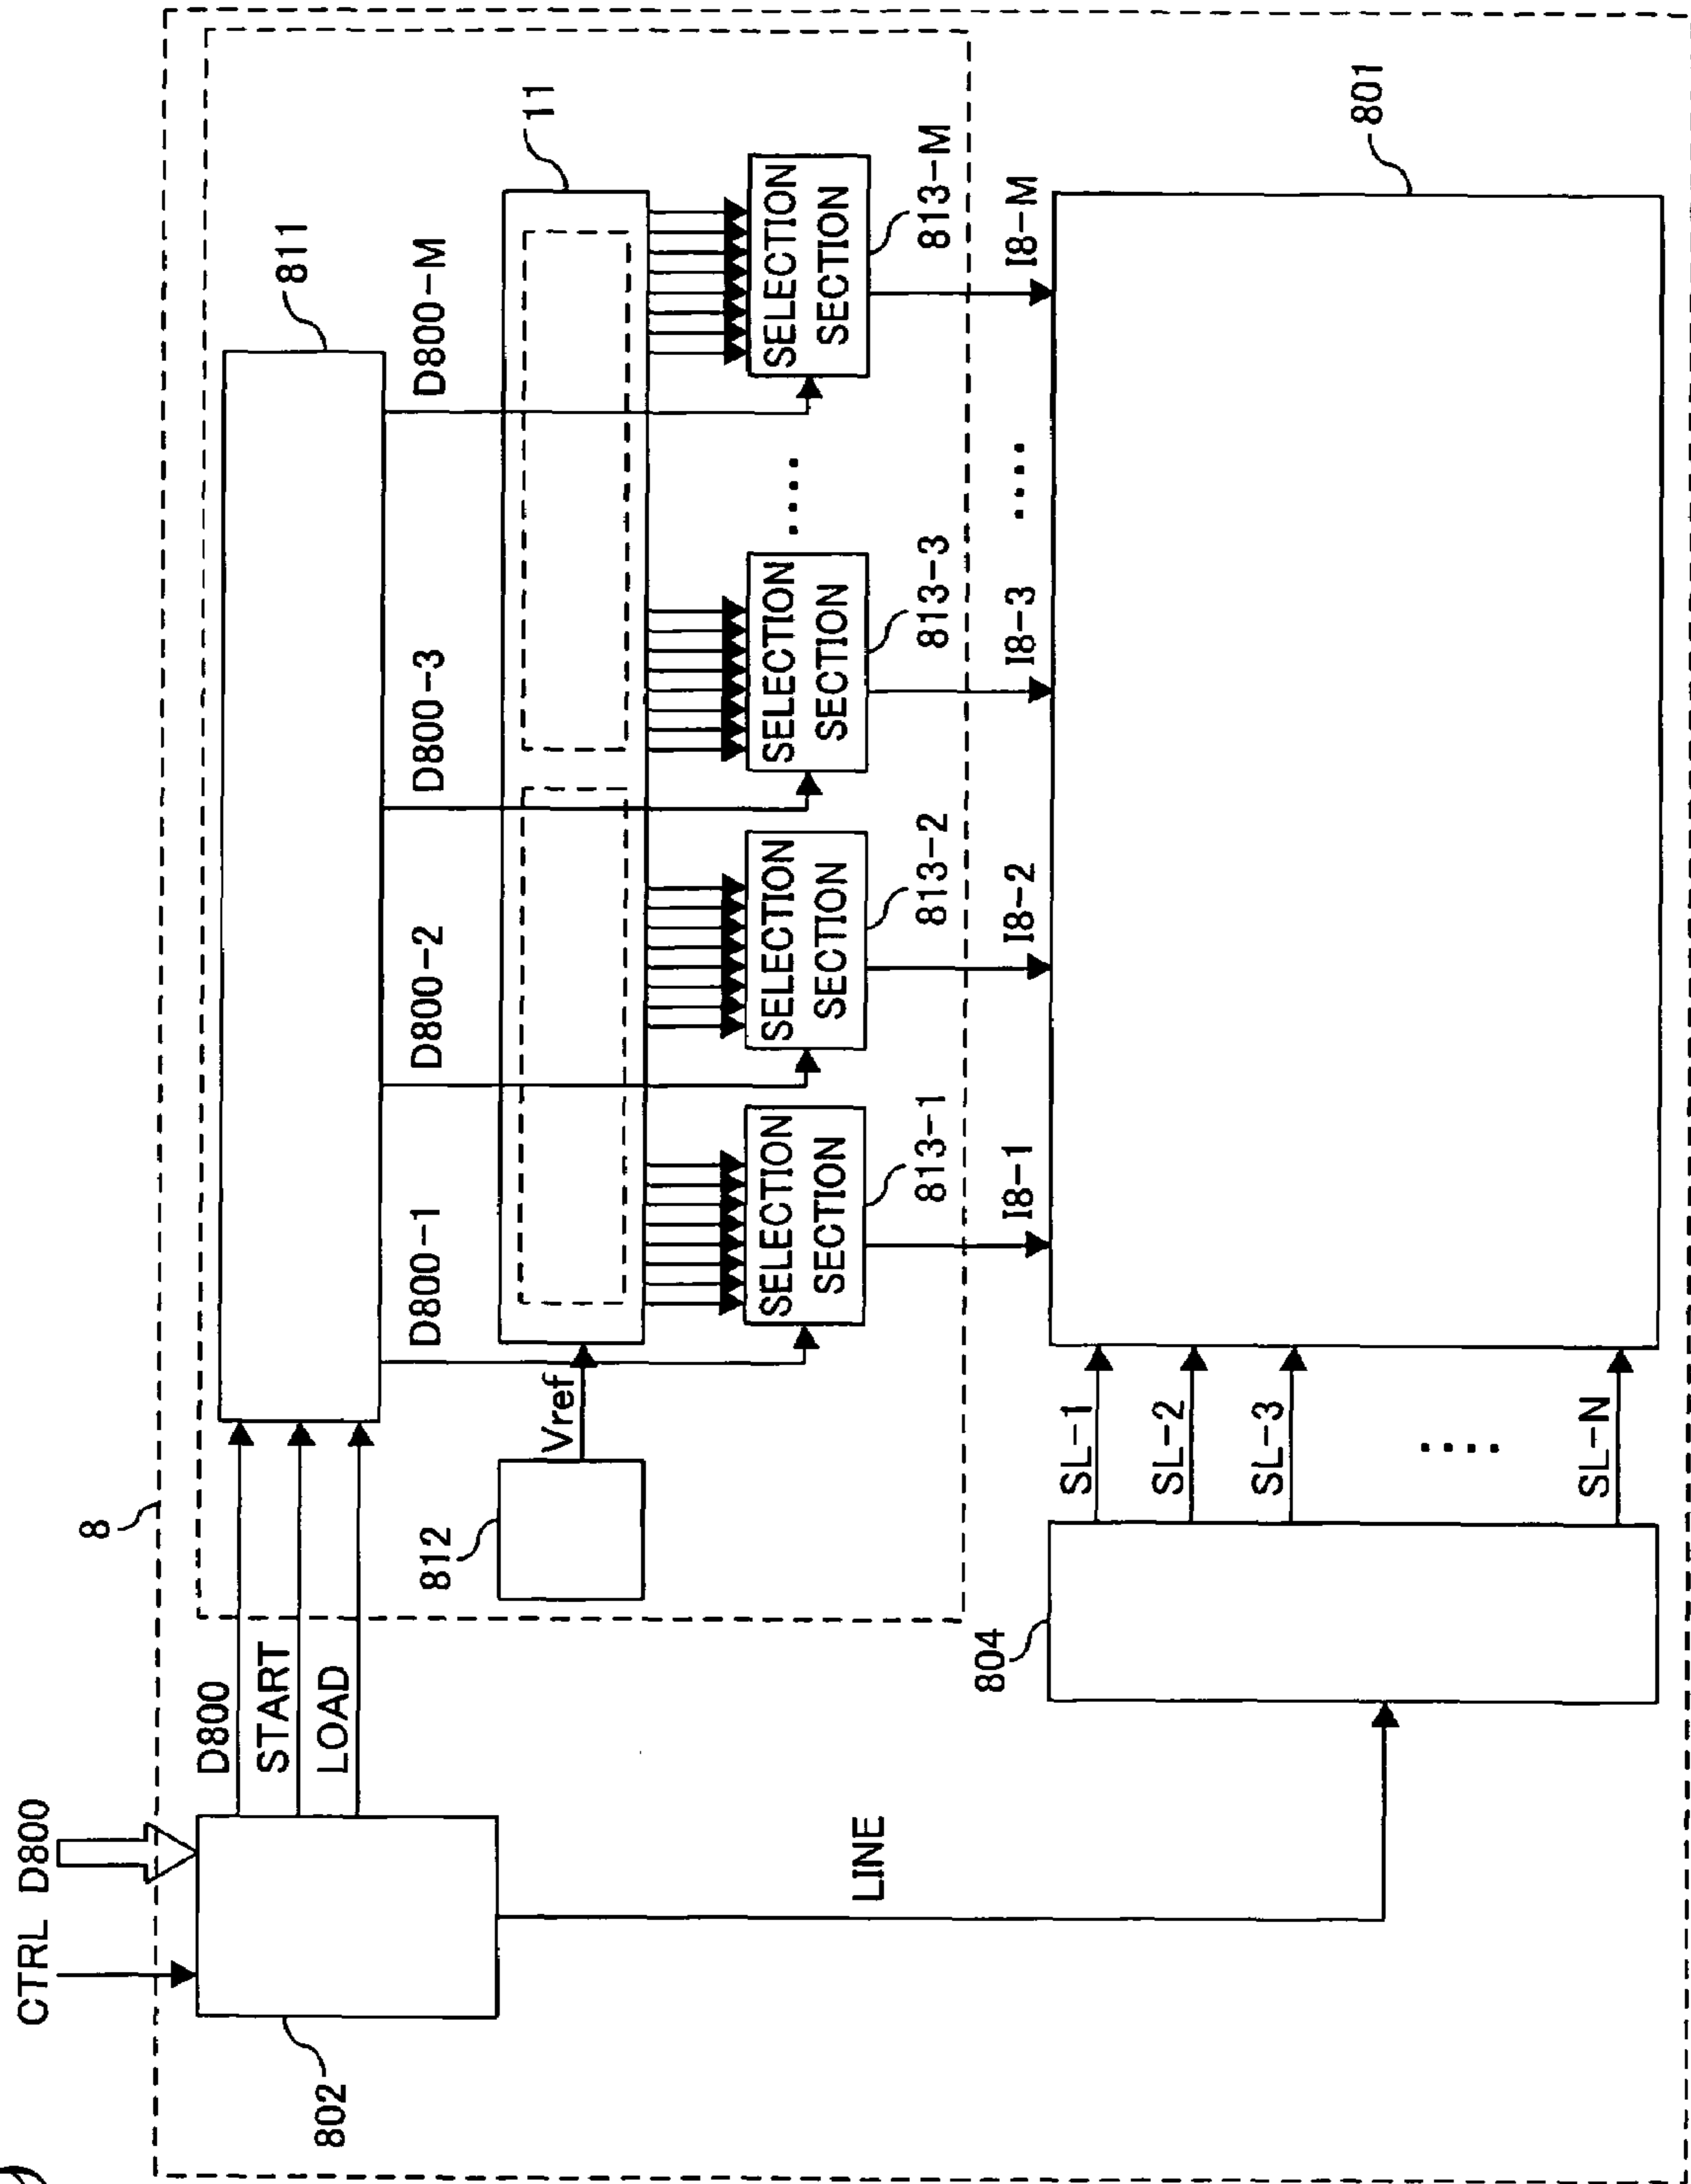 CTRL D800
8
802
D800
START
LOAD
LINE
811
812
Vref
11
D800-1
D800-2
D800-3
D800-M
SELECTION
SECTION
SELECTION
SECTION
SELECTION
SECTION
SELECTION
SECTION
....
813-1
813-2
813-3
813-M
I8-1
I8-2
I8-3
....
I8-M
804
SL-1
SL-2
SL-3
....
SL-N
801